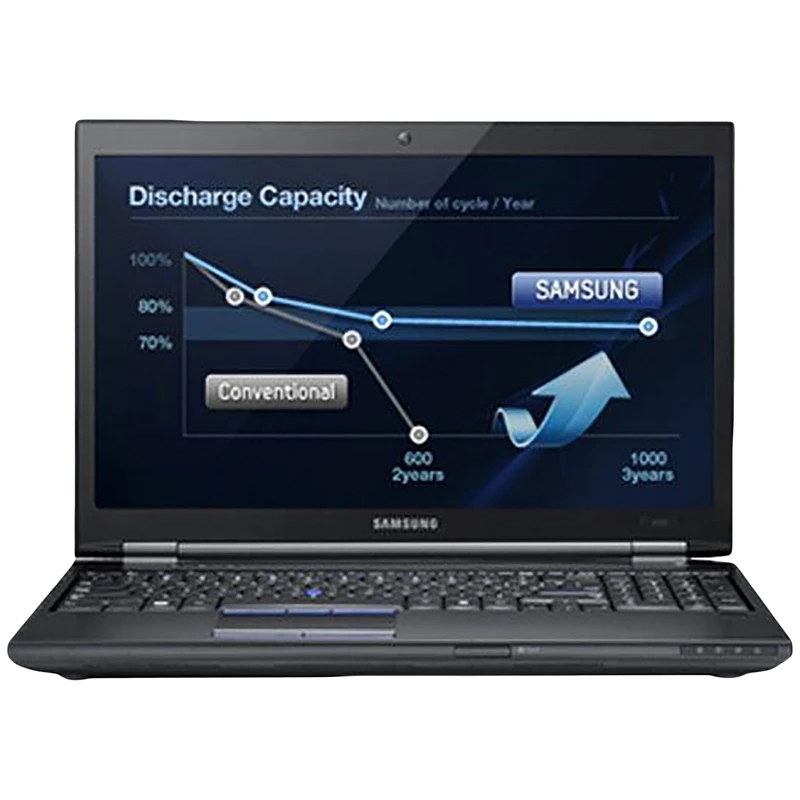 Discharge Capacity Number of cycle / Year
100%
SAMSUNG
80%
70%
Conventional
600
2years
1000
3years
SAMSUNG